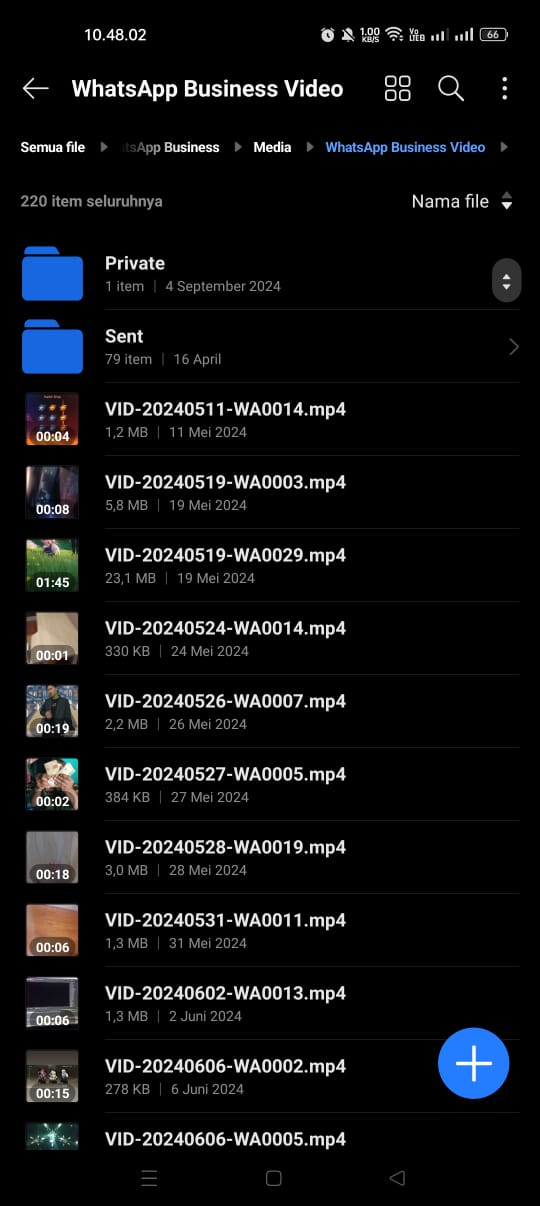 10.48.02
1.00 KB/S Vo LTE 66
WhatsApp Business Video
Semua file tsApp Business Media WhatsApp Business Video
220 item seluruhnya Nama file
Private
1 item | 4 September 2024
Sent
79 item | 16 April
VID-20240511-WA0014.mp4
00:04
1,2 MB | 11 Mei 2024
VID-20240519-WA0003.mp4
00:08
5,8 MB | 19 Mei 2024
VID-20240519-WA0029.mp4
01:45
23,1 MB | 19 Mei 2024
VID-20240524-WA0014.mp4
00:01
330 KB | 24 Mei 2024
VID-20240526-WA0007.mp4
00:19
2,2 MB | 26 Mei 2024
VID-20240527-WA0005.mp4
00:02
384 KB | 27 Mei 2024
VID-20240528-WA0019.mp4
00:18
3,0 MB | 28 Mei 2024
VID-20240531-WA0011.mp4
00:06
1,3 MB | 31 Mei 2024
VID-20240602-WA0013.mp4
00:06
1,3 MB | 2 Juni 2024
VID-20240606-WA0002.mp4
00:15
278 KB | 6 Juni 2024
VID-20240606-WA0005.mp4